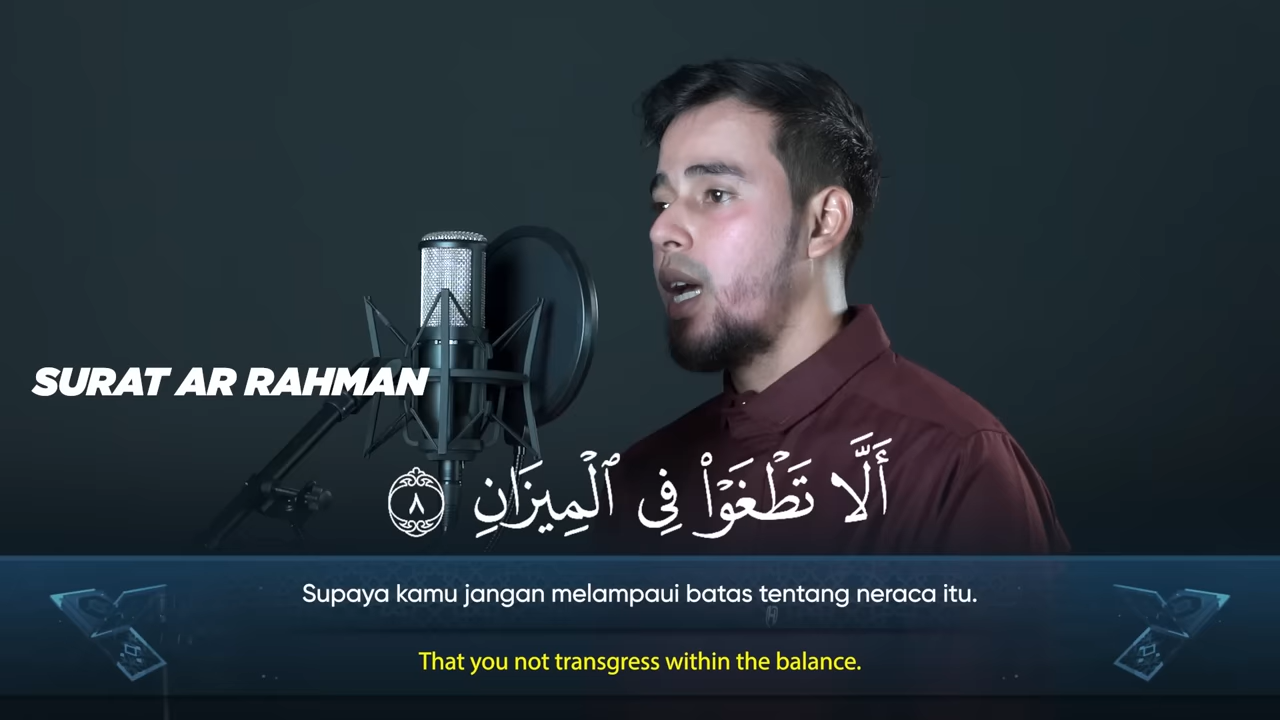 SURAT AR RAHMAN
أَلَّا تَطْغَوْا۟ فِى ٱلْمِيزَانِ ٨
Supaya kamu jangan melampaui batas tentang neraca itu.
That you not transgress within the balance.